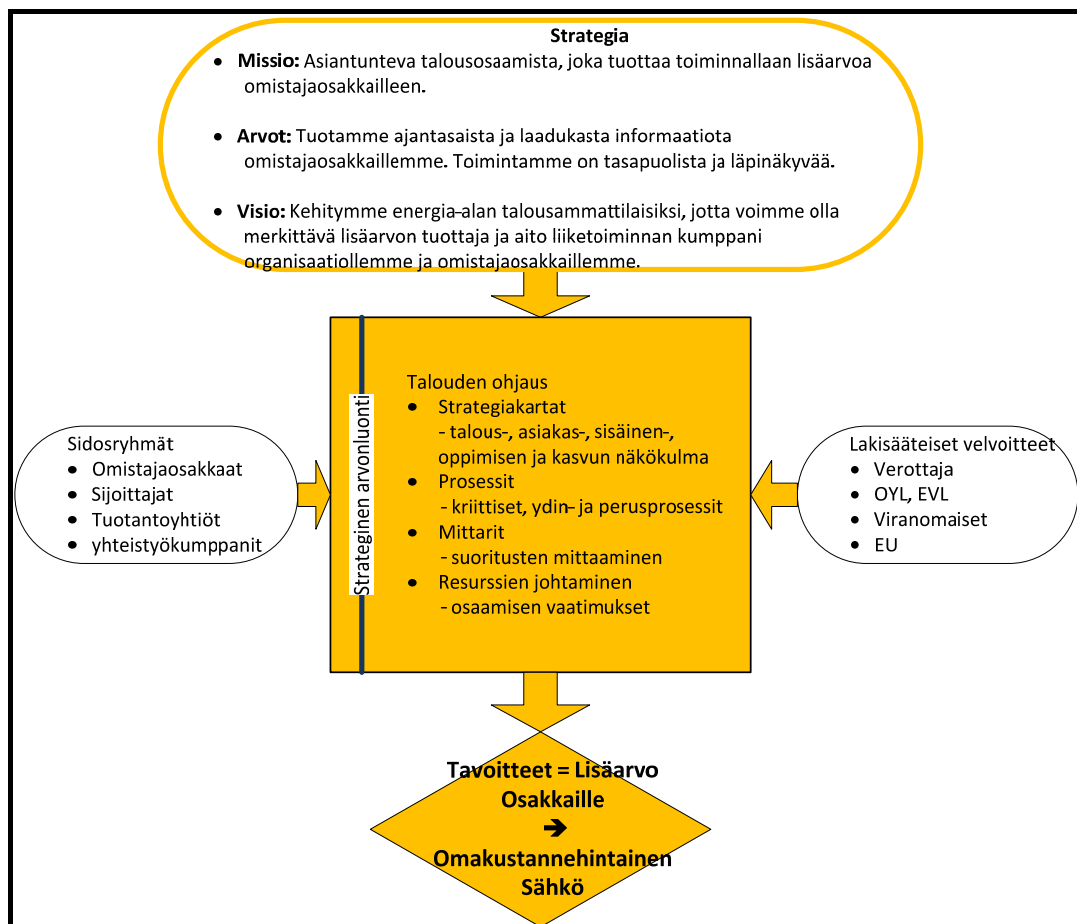 Strategia
• Missio: Asiantunteva talousosaamista, joka tuottaa toiminnallaan lisäarvoa
omistajaosakkailleen.
• Arvot: Tuotamme ajantasaista ja laadukasta informaatiota
omistajaosakkaillemme. Toimintamme on tasapuolista ja läpinäkyvää.
• Visio: Kehitymme energia-alan talousammattilaisiksi, jotta voimme olla
merkittävä lisäarvon tuottaja ja aito liiketoiminnan kumppani
organisaatiollemme ja omistajaosakkaillemme.
Sidosryhmät
• Omistajaosakkaat
• Sijoittajat
• Tuotantoyhtiöt
• yhteistyökumppanit
Strateginen arvonluonti
Talouden ohjaus
• Strategiakartat
- talous-, asiakas-, sisäinen-,
oppimisen ja kasvun näkökulma
• Prosessit
- kriittiset, ydin- ja perusprosessit
• Mittarit
- suoritusten mittaaminen
• Resurssien johtaminen
- osaamisen vaatimukset
Lakisääteiset velvoitteet
• Verottaja
• OYL, EVL
• Viranomaiset
• EU
Tavoitteet = Lisäarvo
Osakkaille
➔
Omakustannehintainen
Sähkö